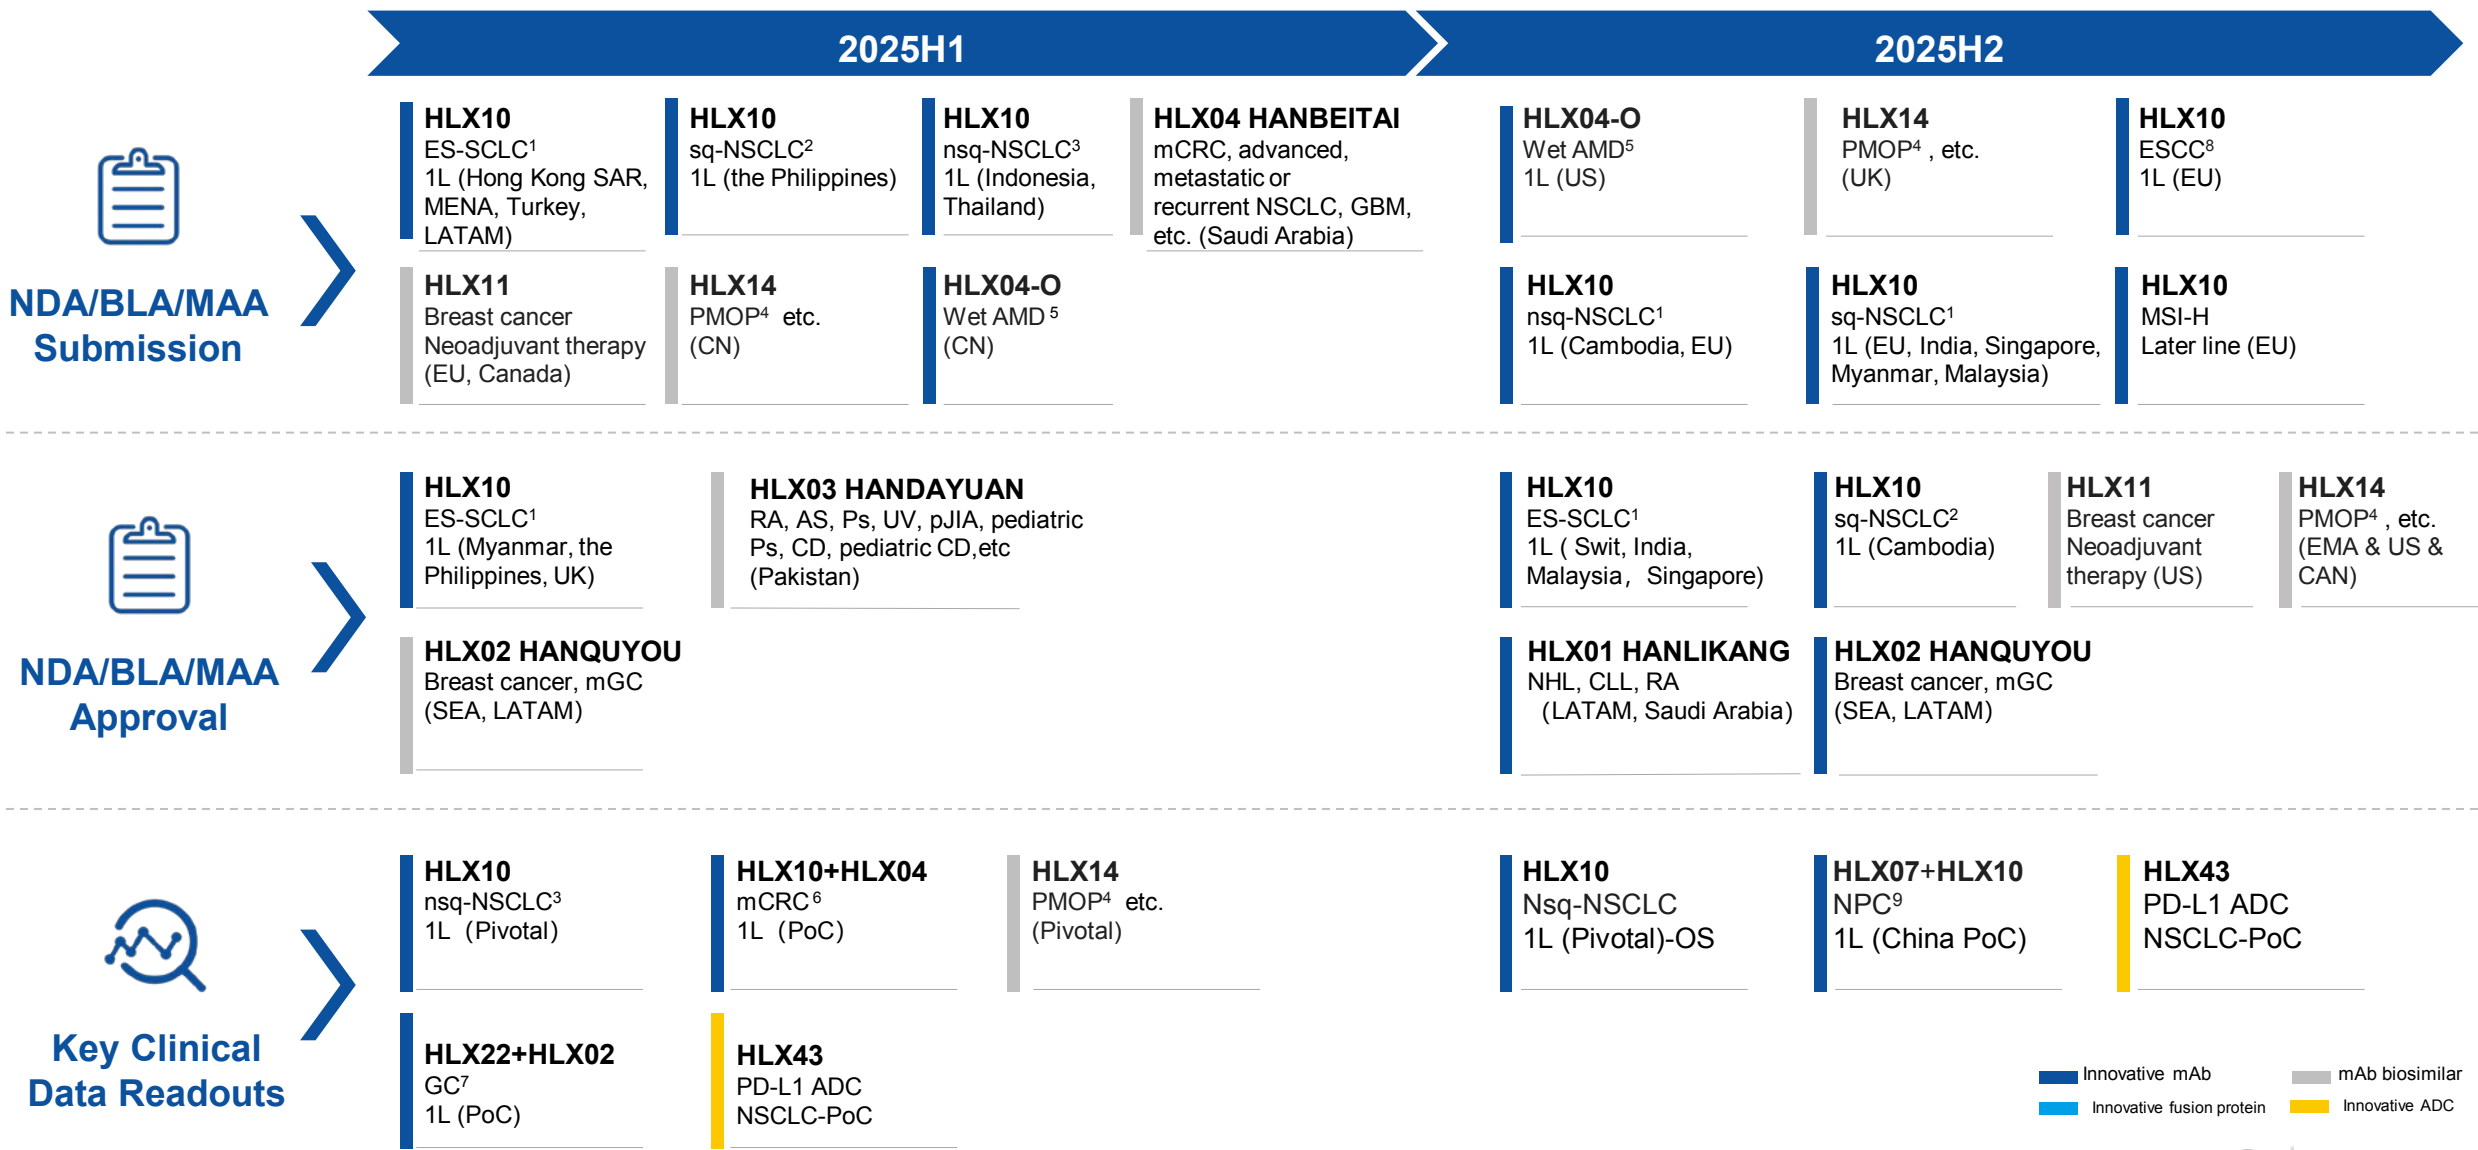 2025H1
2025H2
NDA/BLA/MAA
Submission
HLX10
ES-SCLC¹
1L (Hong Kong SAR,
MENA, Turkey,
LATAM)
HLX10
sq-NSCLC²
1L (the Philippines)
HLX10
nsq-NSCLC³
1L (Indonesia,
Thailand)
HLX04 HANBEITAI
mCRC, advanced,
metastatic or
recurrent NSCLC, GBM,
etc. (Saudi Arabia)
HLX04-O
Wet AMD⁵
1L (US)
HLX14
PMOP⁴ , etc.
(UK)
HLX10
ESCC⁸
1L (EU)
HLX11
Breast cancer
Neoadjuvant therapy
(EU, Canada)
HLX14
PMOP⁴ etc.
(CN)
HLX04-O
Wet AMD ⁵
(CN)
HLX10
nsq-NSCLC¹
1L (Cambodia, EU)
HLX10
sq-NSCLC¹
1L (EU, India, Singapore,
Myanmar, Malaysia)
HLX10
MSI-H
Later line (EU)
NDA/BLA/MAA
Approval
HLX10
ES-SCLC¹
1L (Myanmar, the
Philippines, UK)
HLX03 HANDAYUAN
RA, AS, Ps, UV, pJIA, pediatric
Ps, CD, pediatric CD,etc
(Pakistan)
HLX10
ES-SCLC¹
1L ( Swit, India,
Malaysia，Singapore)
HLX10
sq-NSCLC²
1L (Cambodia)
HLX11
Breast cancer
Neoadjuvant
therapy (US)
HLX14
PMOP⁴ , etc.
(EMA & US &
CAN)
HLX02 HANQUYOU
Breast cancer, mGC
(SEA, LATAM)
HLX01 HANLIKANG
NHL, CLL, RA
(LATAM, Saudi Arabia)
HLX02 HANQUYOU
Breast cancer, mGC
(SEA, LATAM)
Key Clinical
Data Readouts
HLX10
nsq-NSCLC³
1L (Pivotal)
HLX10+HLX04
mCRC⁶
1L (PoC)
HLX14
PMOP⁴ etc.
(Pivotal)
HLX10
Nsq-NSCLC
1L (Pivotal)-OS
HLX07+HLX10
NPC⁹
1L (China PoC)
HLX43
PD-L1 ADC
NSCLC-PoC
HLX22+HLX02
GC⁷
1L (PoC)
HLX43
PD-L1 ADC
NSCLC-PoC
Innovative mAb
mAb biosimilar
Innovative fusion protein
Innovative ADC